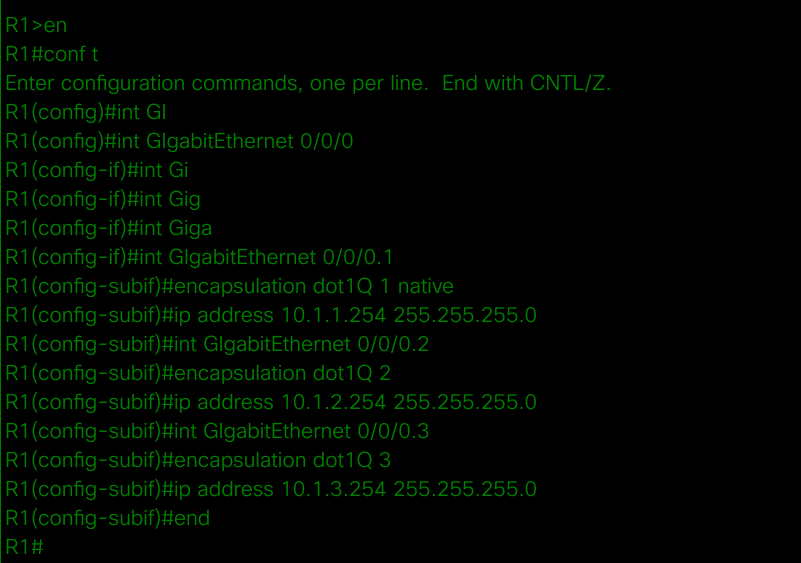 R1>en
R1#conf t
Enter configuration commands, one per line.  End with CNTL/Z.
R1(config)#int GI
R1(config)#int GIgabitEthernet 0/0/0
R1(config-if)#int Gi
R1(config-if)#int Gig
R1(config-if)#int Giga
R1(config-if)#int GIgabitEthernet 0/0/0.1
R1(config-subif)#encapsulation dot1Q 1 native
R1(config-subif)#ip address 10.1.1.254 255.255.255.0
R1(config-subif)#int GIgabitEthernet 0/0/0.2
R1(config-subif)#encapsulation dot1Q 2
R1(config-subif)#ip address 10.1.2.254 255.255.255.0
R1(config-subif)#int GIgabitEthernet 0/0/0.3
R1(config-subif)#encapsulation dot1Q 3
R1(config-subif)#ip address 10.1.3.254 255.255.255.0
R1(config-subif)#end
R1#